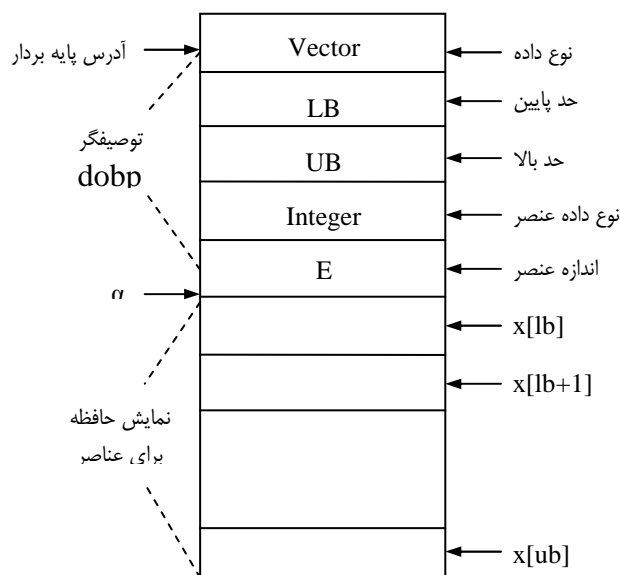 آدرس پایه بردار
Vector
نوع داده
LB
حد پایین
توصیفگر
dobp
UB
حد بالا
Integer
نوع داده عنصر
E
اندازه عنصر
α
x[lb]
x[lb+1]
نمایش حافظه
برای عناصر
x[ub]